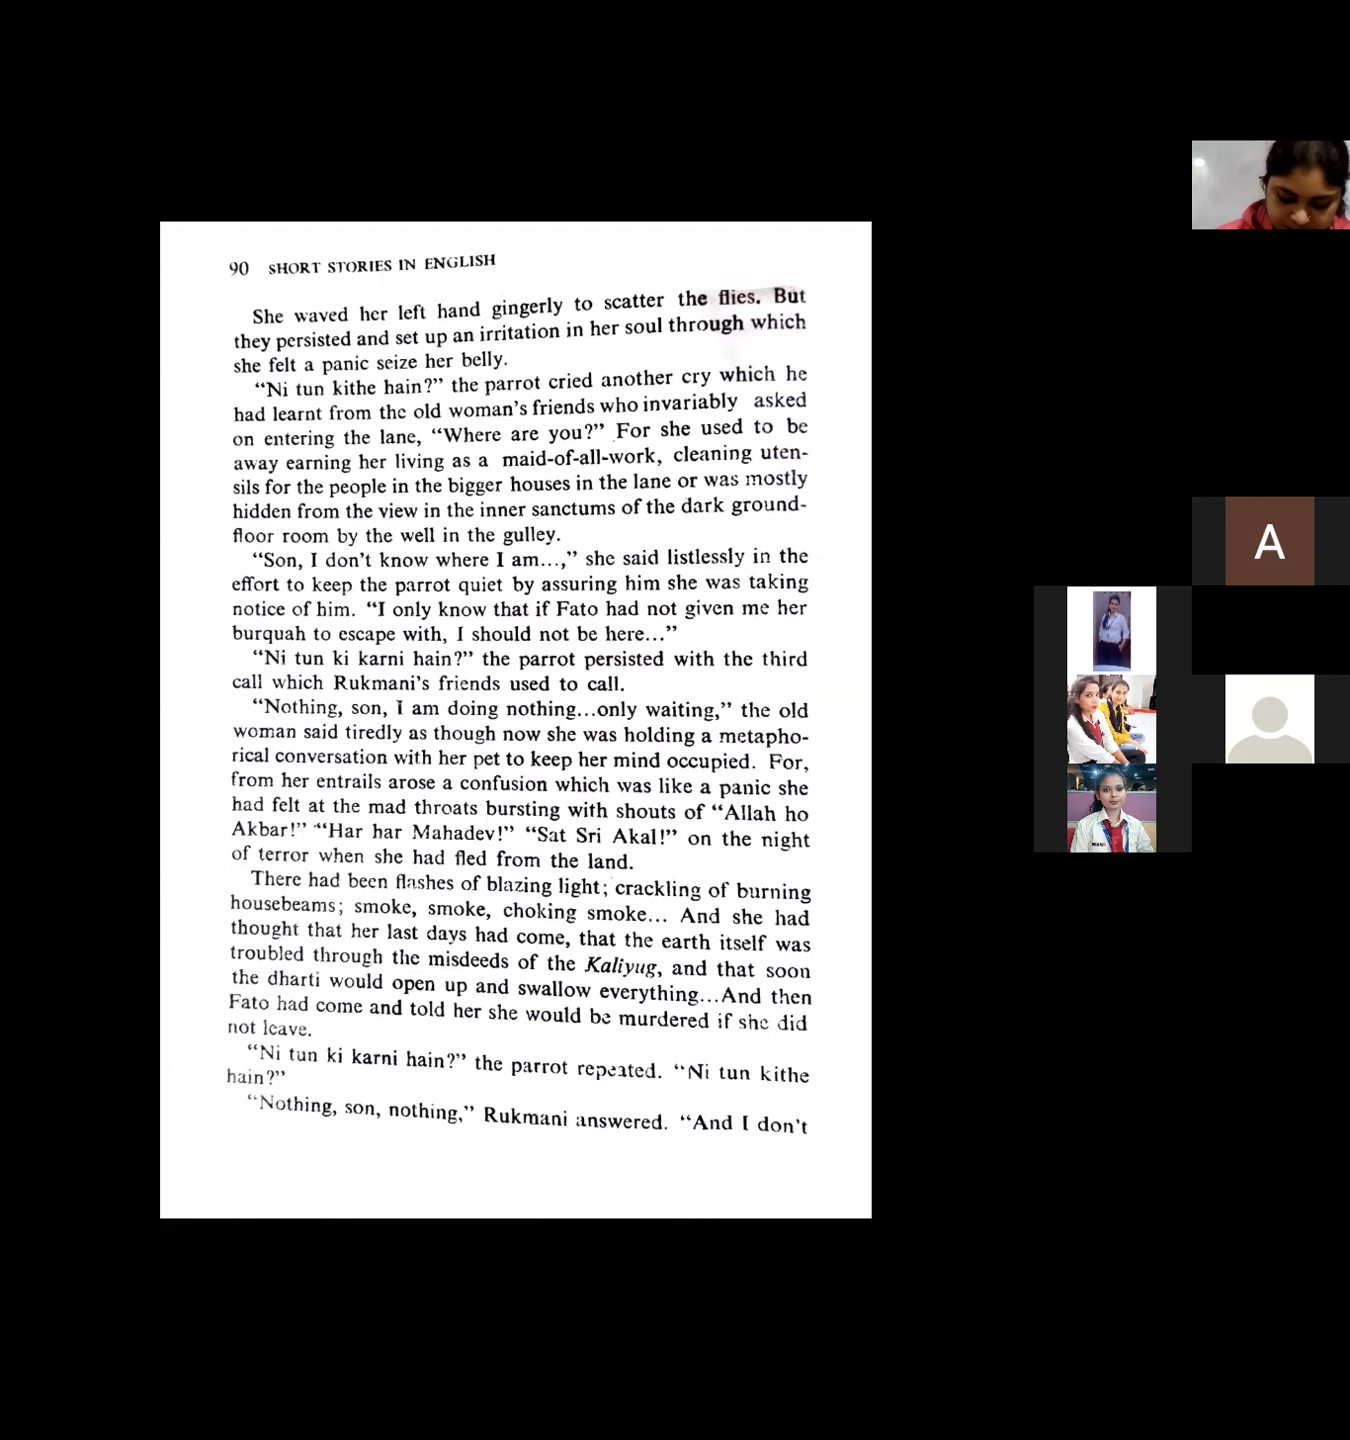 90 SHORT STORIES IN ENGLISH
She waved her left hand gingerly to scatter the flies. But
they persisted and set up an irritation in her soul through which
she felt a panic seize her belly.
“Ni tun kithe hain?” the parrot cried another cry which he
had learnt from the old woman’s friends who invariably asked
on entering the lane, “Where are you?” For she used to be
away earning her living as a maid-of-all-work, cleaning uten-
sils for the people in the bigger houses in the lane or was mostly
hidden from the view in the inner sanctums of the dark ground-
floor room by the well in the gulley.
“Son, I don’t know where I am...,” she said listlessly in the
effort to keep the parrot quiet by assuring him she was taking
notice of him. “I only know that if Fato had not given me her
burquah to escape with, I should not be here...”
“Ni tun ki karni hain?” the parrot persisted with the third
call which Rukmani’s friends used to call.
“Nothing, son, I am doing nothing...only waiting,” the old
woman said tiredly as though now she was holding a metapho-
rical conversation with her pet to keep her mind occupied. For,
from her entrails arose a confusion which was like a panic she
had felt at the mad throats bursting with shouts of “Allah ho
Akbar!” “Har har Mahadev!” “Sat Sri Akal!” on the night
of terror when she had fled from the land.
There had been flashes of blazing light; crackling of burning
housebeams; smoke, smoke, choking smoke... And she had
thought that her last days had come, that the earth itself was
troubled through the misdeeds of the Kaliyug, and that soon
the dharti would open up and swallow everything...And then
Fato had come and told her she would be murdered if she did
not leave.
“Ni tun ki karni hain?” the parrot repeated. “Ni tun kithe
hain?”
“Nothing, son, nothing,” Rukmani answered. “And I don’t
A